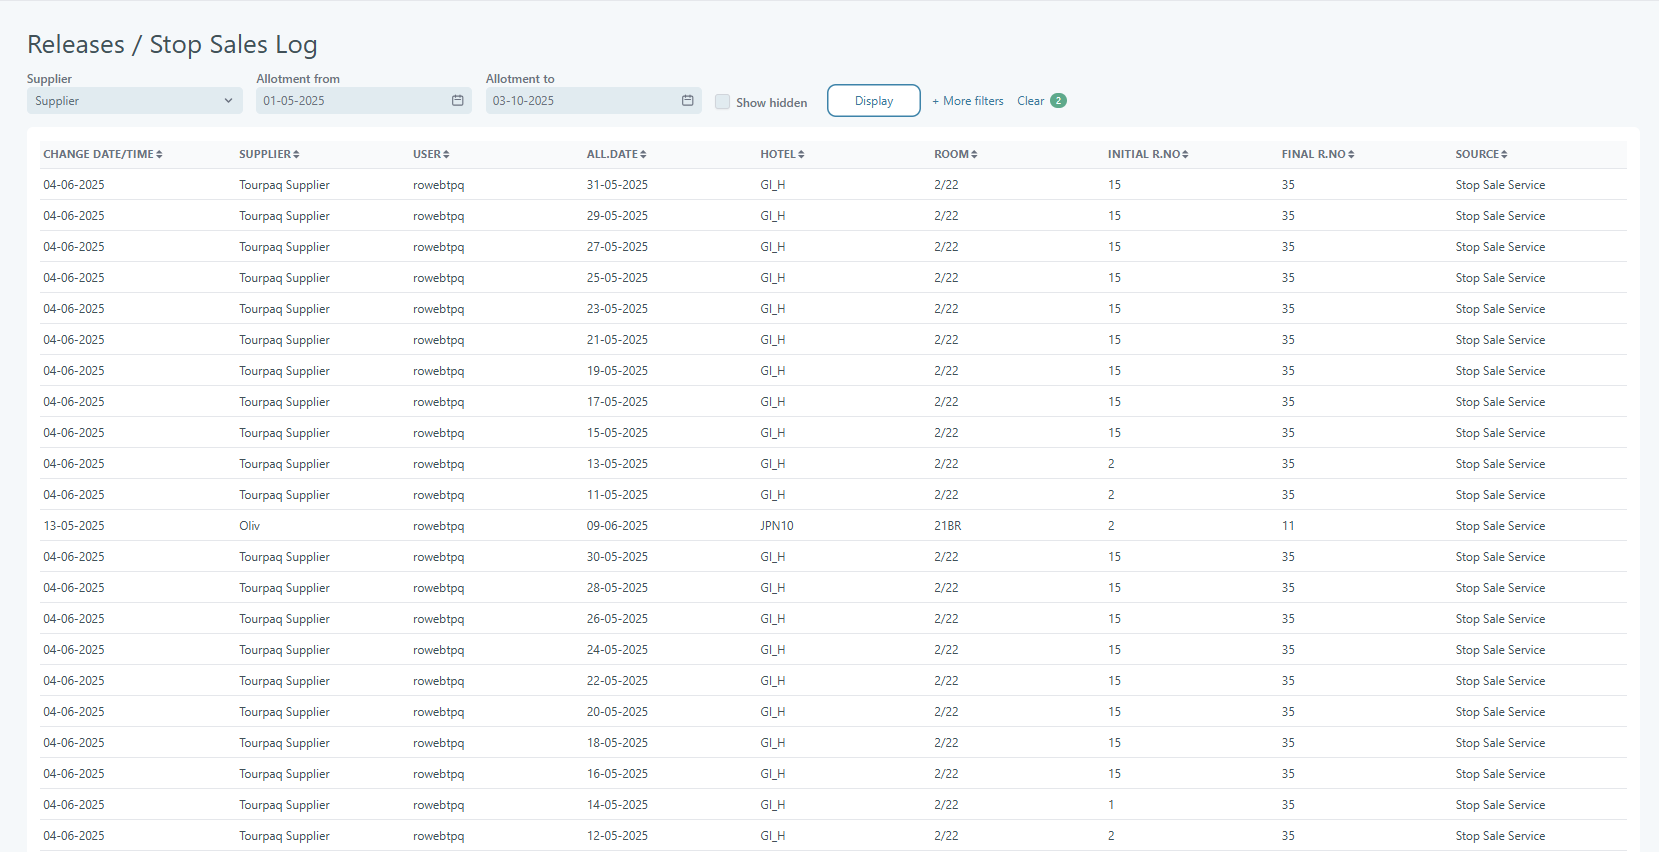 Releases / Stop Sales Log
Supplier Allotment from Allotment to
Supplier 01-05-2025 03-10-2025 Show hidden Display + More filters Clear 2
CHANGE DATE/TIME SUPPLIER USER ALL.DATE HOTEL ROOM INITIAL R.NO FINAL R.NO SOURCE
04-06-2025 Tourpaq Supplier rowebtpq 31-05-2025 GI_H 2/22 15 35 Stop Sale Service
04-06-2025 Tourpaq Supplier rowebtpq 29-05-2025 GI_H 2/22 15 35 Stop Sale Service
04-06-2025 Tourpaq Supplier rowebtpq 27-05-2025 GI_H 2/22 15 35 Stop Sale Service
04-06-2025 Tourpaq Supplier rowebtpq 25-05-2025 GI_H 2/22 15 35 Stop Sale Service
04-06-2025 Tourpaq Supplier rowebtpq 23-05-2025 GI_H 2/22 15 35 Stop Sale Service
04-06-2025 Tourpaq Supplier rowebtpq 21-05-2025 GI_H 2/22 15 35 Stop Sale Service
04-06-2025 Tourpaq Supplier rowebtpq 19-05-2025 GI_H 2/22 15 35 Stop Sale Service
04-06-2025 Tourpaq Supplier rowebtpq 17-05-2025 GI_H 2/22 15 35 Stop Sale Service
04-06-2025 Tourpaq Supplier rowebtpq 15-05-2025 GI_H 2/22 15 35 Stop Sale Service
04-06-2025 Tourpaq Supplier rowebtpq 13-05-2025 GI_H 2/22 2 35 Stop Sale Service
04-06-2025 Tourpaq Supplier rowebtpq 11-05-2025 GI_H 2/22 2 35 Stop Sale Service
13-05-2025 Oliv rowebtpq 09-06-2025 JPN10 21BR 2 11 Stop Sale Service
04-06-2025 Tourpaq Supplier rowebtpq 30-05-2025 GI_H 2/22 15 35 Stop Sale Service
04-06-2025 Tourpaq Supplier rowebtpq 28-05-2025 GI_H 2/22 15 35 Stop Sale Service
04-06-2025 Tourpaq Supplier rowebtpq 26-05-2025 GI_H 2/22 15 35 Stop Sale Service
04-06-2025 Tourpaq Supplier rowebtpq 24-05-2025 GI_H 2/22 15 35 Stop Sale Service
04-06-2025 Tourpaq Supplier rowebtpq 22-05-2025 GI_H 2/22 15 35 Stop Sale Service
04-06-2025 Tourpaq Supplier rowebtpq 20-05-2025 GI_H 2/22 15 35 Stop Sale Service
04-06-2025 Tourpaq Supplier rowebtpq 18-05-2025 GI_H 2/22 15 35 Stop Sale Service
04-06-2025 Tourpaq Supplier rowebtpq 16-05-2025 GI_H 2/22 15 35 Stop Sale Service
04-06-2025 Tourpaq Supplier rowebtpq 14-05-2025 GI_H 2/22 1 35 Stop Sale Service
04-06-2025 Tourpaq Supplier rowebtpq 12-05-2025 GI_H 2/22 2 35 Stop Sale Service